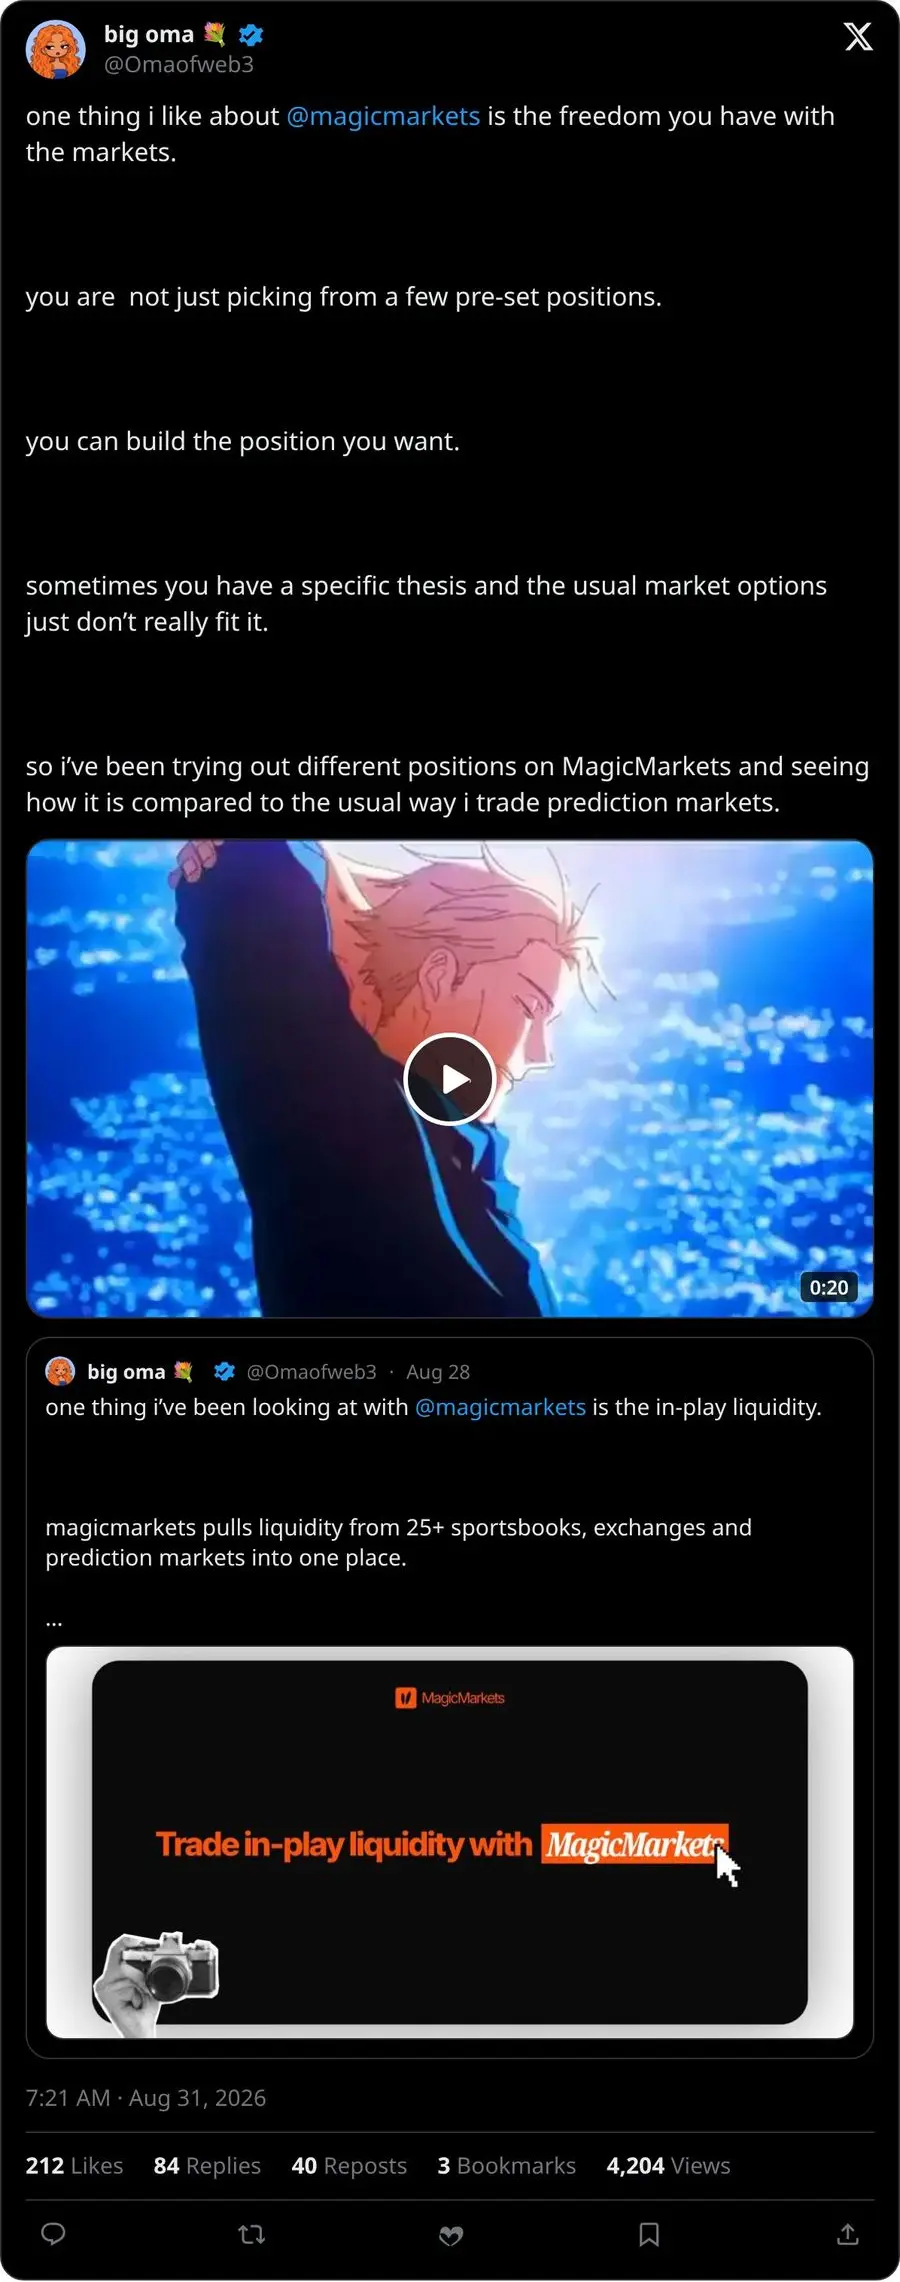 big oma 💐
@Omaofweb3
one thing i like about @magicmarkets is the freedom you have with
the markets.
you are  not just picking from a few pre-set positions.
you can build the position you want.
sometimes you have a specific thesis and the usual market options
just don’t really fit it.
so i’ve been trying out different positions on MagicMarkets and seeing
how it is compared to the usual way i trade prediction markets.
0:20
big oma 💐 @Omaofweb3 · Aug 28
one thing i’ve been looking at with @magicmarkets is the in-play liquidity.
magicmarkets pulls liquidity from 25+ sportsbooks, exchanges and
prediction markets into one place.
...
MagicMarkets
Trade in-play liquidity with MagicMarkets
7:21 AM · Aug 31, 2026
212 Likes 84 Replies 40 Reposts 3 Bookmarks 4,204 Views